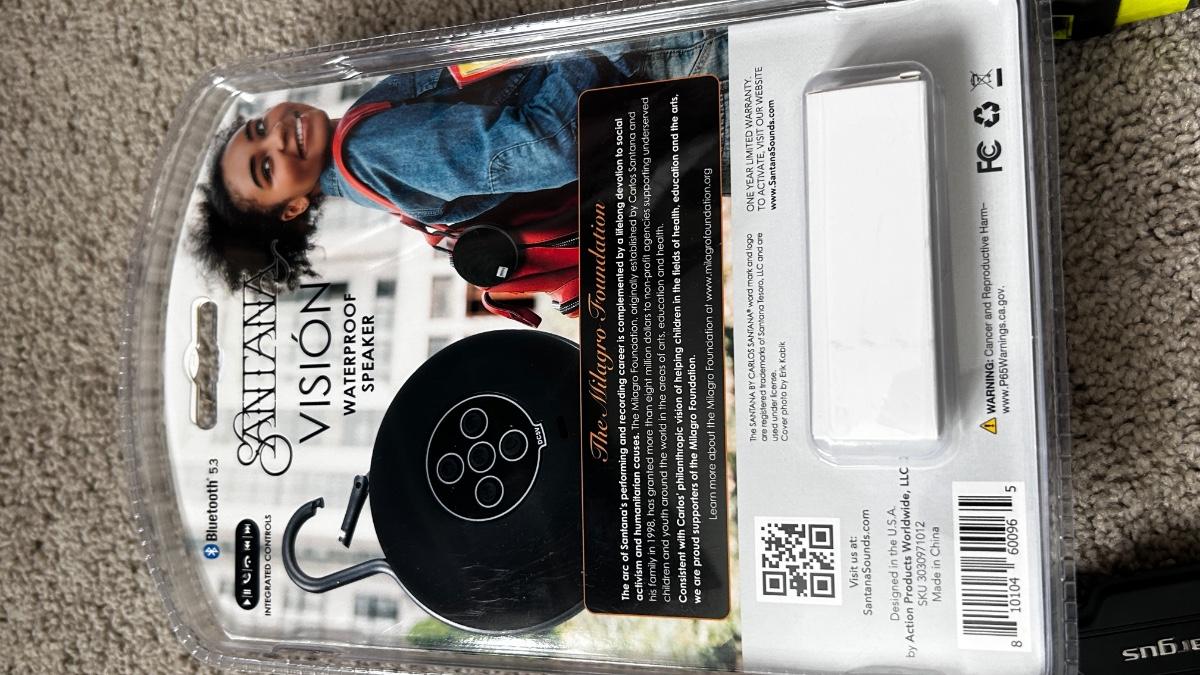 Bluetooth® 5.3
INTEGRATED CONTROLS
SANTANA
VISIÓN
WATERPROOF
SPEAKER
DC5V
The Milagro Foundation
The arc of Santana's performing and recording career is complemented by a lifelong devotion to social
activism and humanitarian causes. The Milagro Foundation, originally established by Carlos Santana and
his family in 1998, has granted more than eight million dollars to non-profit agencies supporting underserved
children and youth around the world in the areas of arts, education and health.
Consistent with Carlos' philanthropic vision of helping children in the fields of health, education and the arts,
we are proud supporters of the Milagro Foundation.
Learn more about the Milagro Foundation at www.milagrofoundation.org
Visit us at:
SantanaSounds.com
The SANTANA BY CARLOS SANTANA® word mark and logo
are registered trademarks of Santana Tesoro, LLC and are
used under license.
Cover photo by Erik Kabik
ONE YEAR LIMITED WARRANTY.
TO ACTIVATE, VISIT OUR WEBSITE
www.SantanaSounds.com
Designed in the U.S.A.
by Action Products Worldwide, LLC
SKU 3030971012
Made in China
8 10104 60096 5
WARNING: Cancer and Reproductive Harm–
www.P65Warnings.ca.gov.
FC
argus